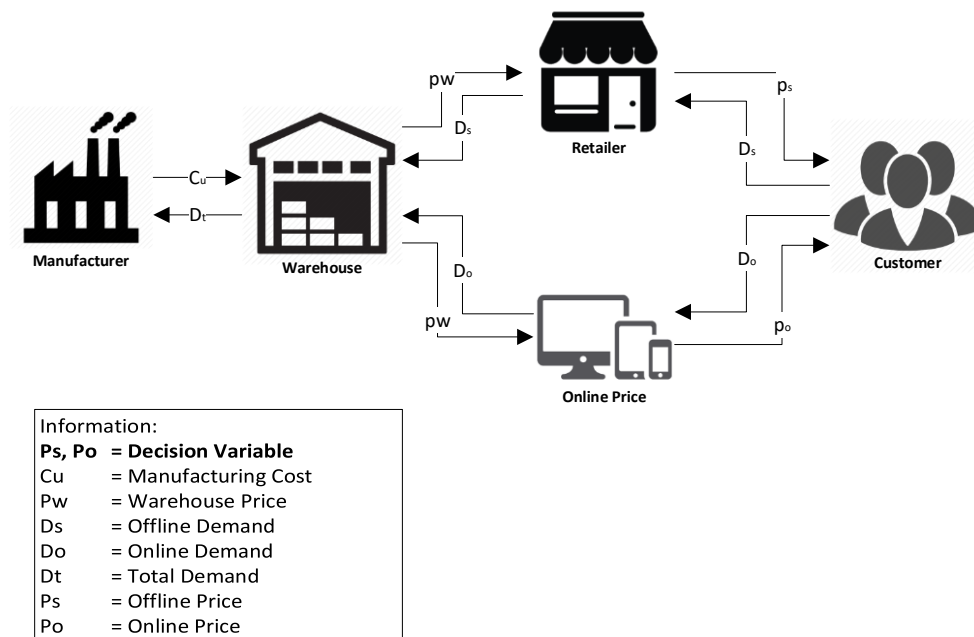 pw
Ds
ps
Ds
Retailer
Cu
Dt
Manufacturer
Warehouse
Customer
Do
pw
Do
po
Online Price
Information:
Ps, Po = Decision Variable
Cu = Manufacturing Cost
Pw = Warehouse Price
Ds = Offline Demand
Do = Online Demand
Dt = Total Demand
Ps = Offline Price
Po = Online Price